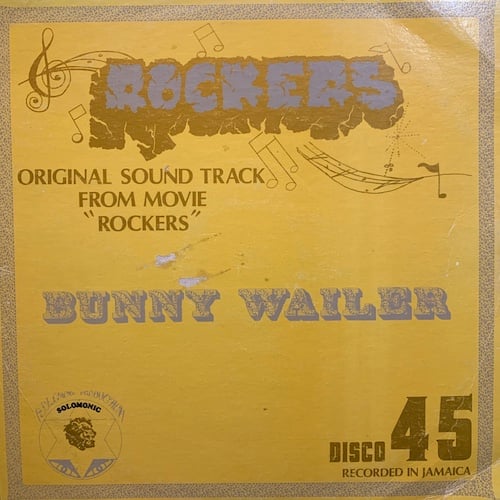 ROCKERS
ORIGINAL SOUND TRACK
FROM MOVIE
"ROCKERS"
BUNNY WAILER
SOLOMONIC
DISCO 45
RECORDED IN JAMAICA